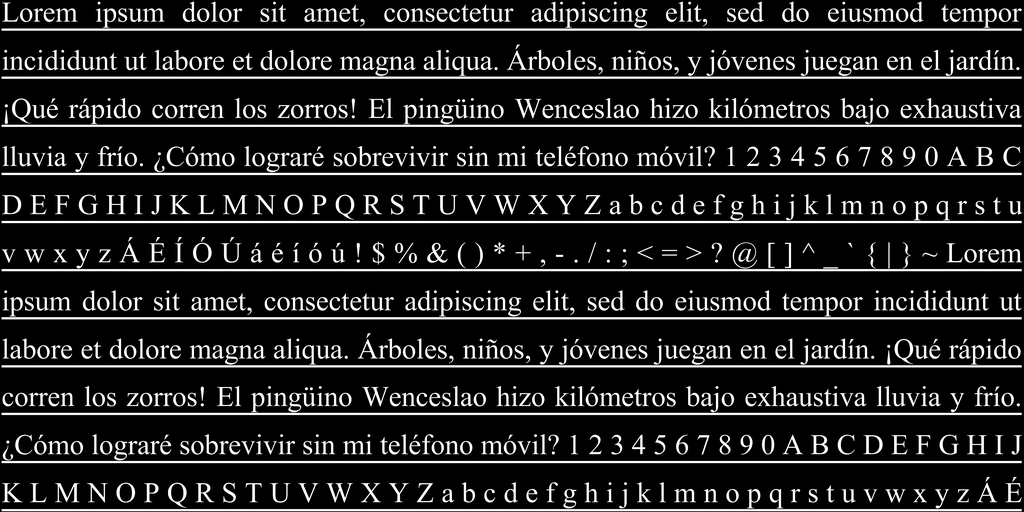 Lorem ipsum dolor sit amet, consectetur adipiscing elit, sed do eiusmod tempor
incididunt ut labore et dolore magna aliqua. Árboles, niños, y jóvenes juegan en el jardín.
¡Qué rápido corren los zorros! El pingüino Wenceslao hizo kilómetros bajo exhaustiva
lluvia y frío. ¿Cómo lograré sobrevivir sin mi teléfono móvil? 1 2 3 4 5 6 7 8 9 0 A B C
D E F G H I J K L M N O P Q R S T U V W X Y Z a b c d e f g h i j k l m n o p q r s t u
v w x y z Á É Í Ó Ú á é í ó ú ! $ % & ( ) * + , - . / : ; < = > ? @ [ ] ^ _ ` { | } ~ Lorem
ipsum dolor sit amet, consectetur adipiscing elit, sed do eiusmod tempor incididunt ut
labore et dolore magna aliqua. Árboles, niños, y jóvenes juegan en el jardín. ¡Qué rápido
corren los zorros! El pingüino Wenceslao hizo kilómetros bajo exhaustiva lluvia y frío.
¿Cómo lograré sobrevivir sin mi teléfono móvil? 1 2 3 4 5 6 7 8 9 0 A B C D E F G H I J
K L M N O P Q R S T U V W X Y Z a b c d e f g h i j k l m n o p q r s t u v w x y z Á É